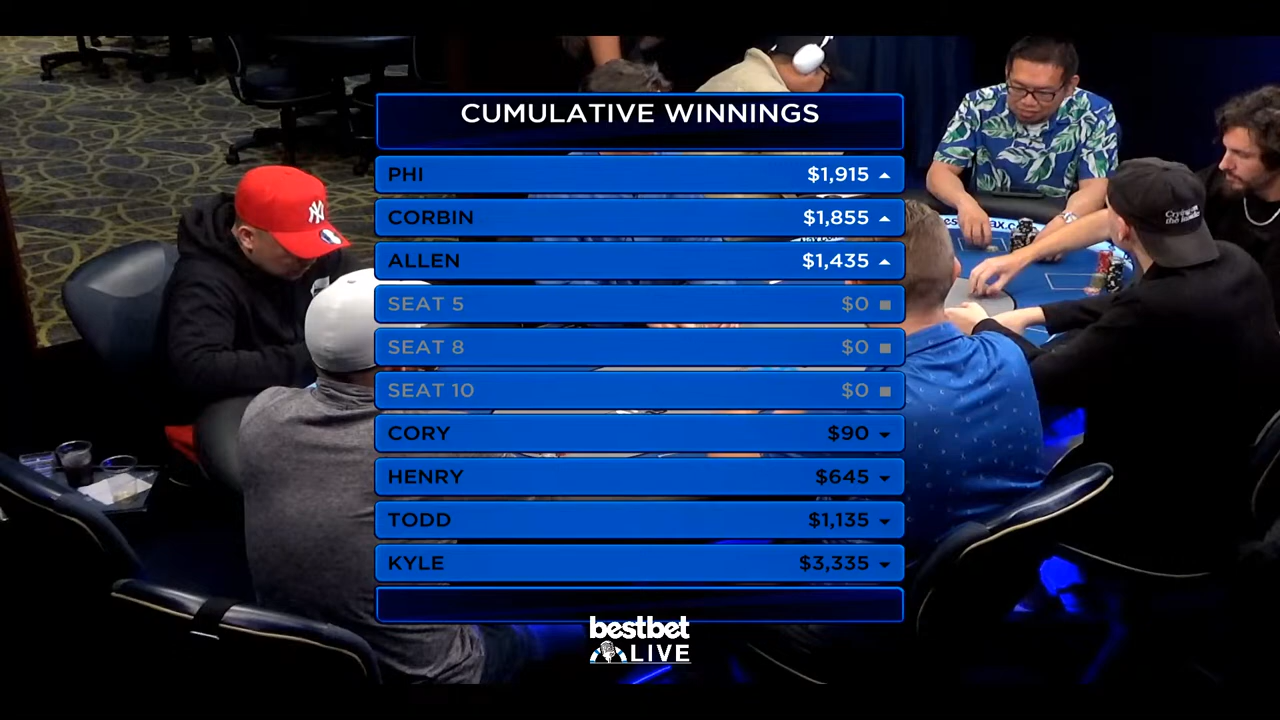 CUMULATIVE WINNINGS
PHI $1,915
CORBIN $1,855
ALLEN $1,435
SEAT 5 $0
SEAT 8 $0
SEAT 10 $0
CORY $90
HENRY $645
TODD $1,135
KYLE $3,335
bestbet
LIVE
NY